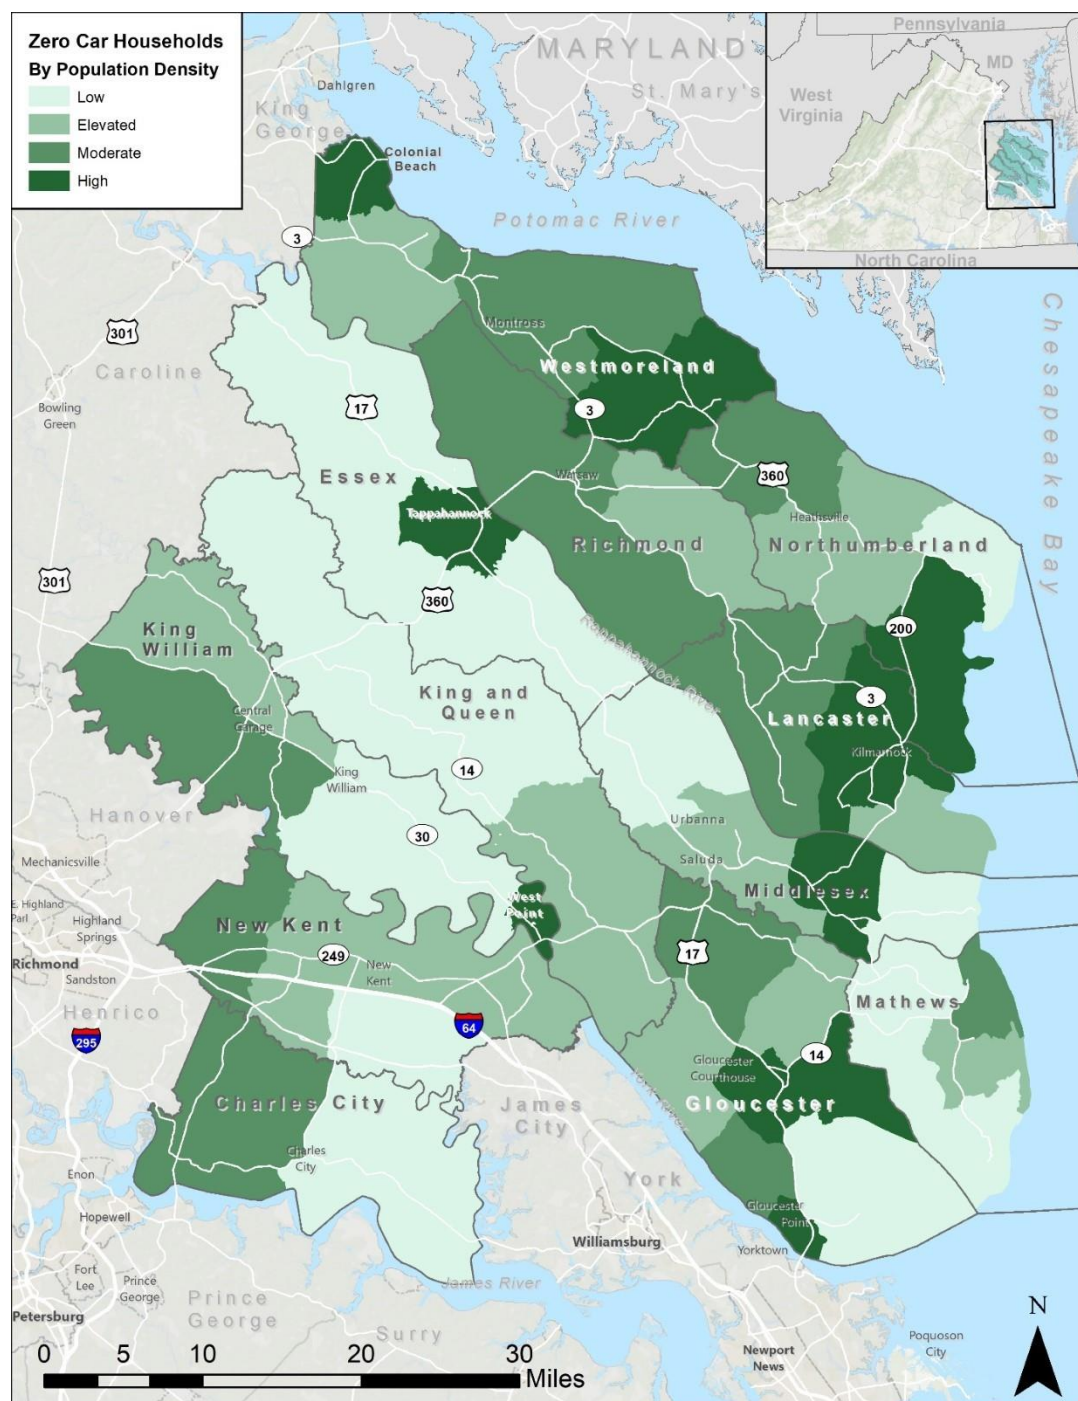 Zero Car Households
By Population Density
Low
Elevated
Moderate
High
MARYLAND
St. Mary's
Pennsylvania
MD
West
Virginia
North Carolina
Dahlgren
King
George
Colonial
Beach
Potomac River
Chesapeake Bay
3
301
Caroline
Bowling
Green
17
Montross
Westmoreland
3
Essex
Warsaw
360
Tappahannock
Heathsville
Richmond
Northumberland
301
360
King
William
Rappahannock River
200
King and
Queen
3
Lancaster
Central
Garage
Kilmarnock
14
King
William
Hanover
Urbanna
30
Saluda
Mechanicsville
E. Highland
Parl
Highland
Springs
West
Point
Middlesex
New Kent
17
249
New
Kent
Richmond
Sandston
Mathews
Henrico
64
295
14
Gloucester
Courthouse
Charles City
James
City
York River
Gloucester
Charles
City
Enon
York
Hopewell
Gloucester
Point
Williamsburg
Yorktown
Fort
Lee
Prince
George
James River
Petersburg
Prince
George
Surry
Newport
News
Poquoson
City
N
0 5 10 20 30
Miles